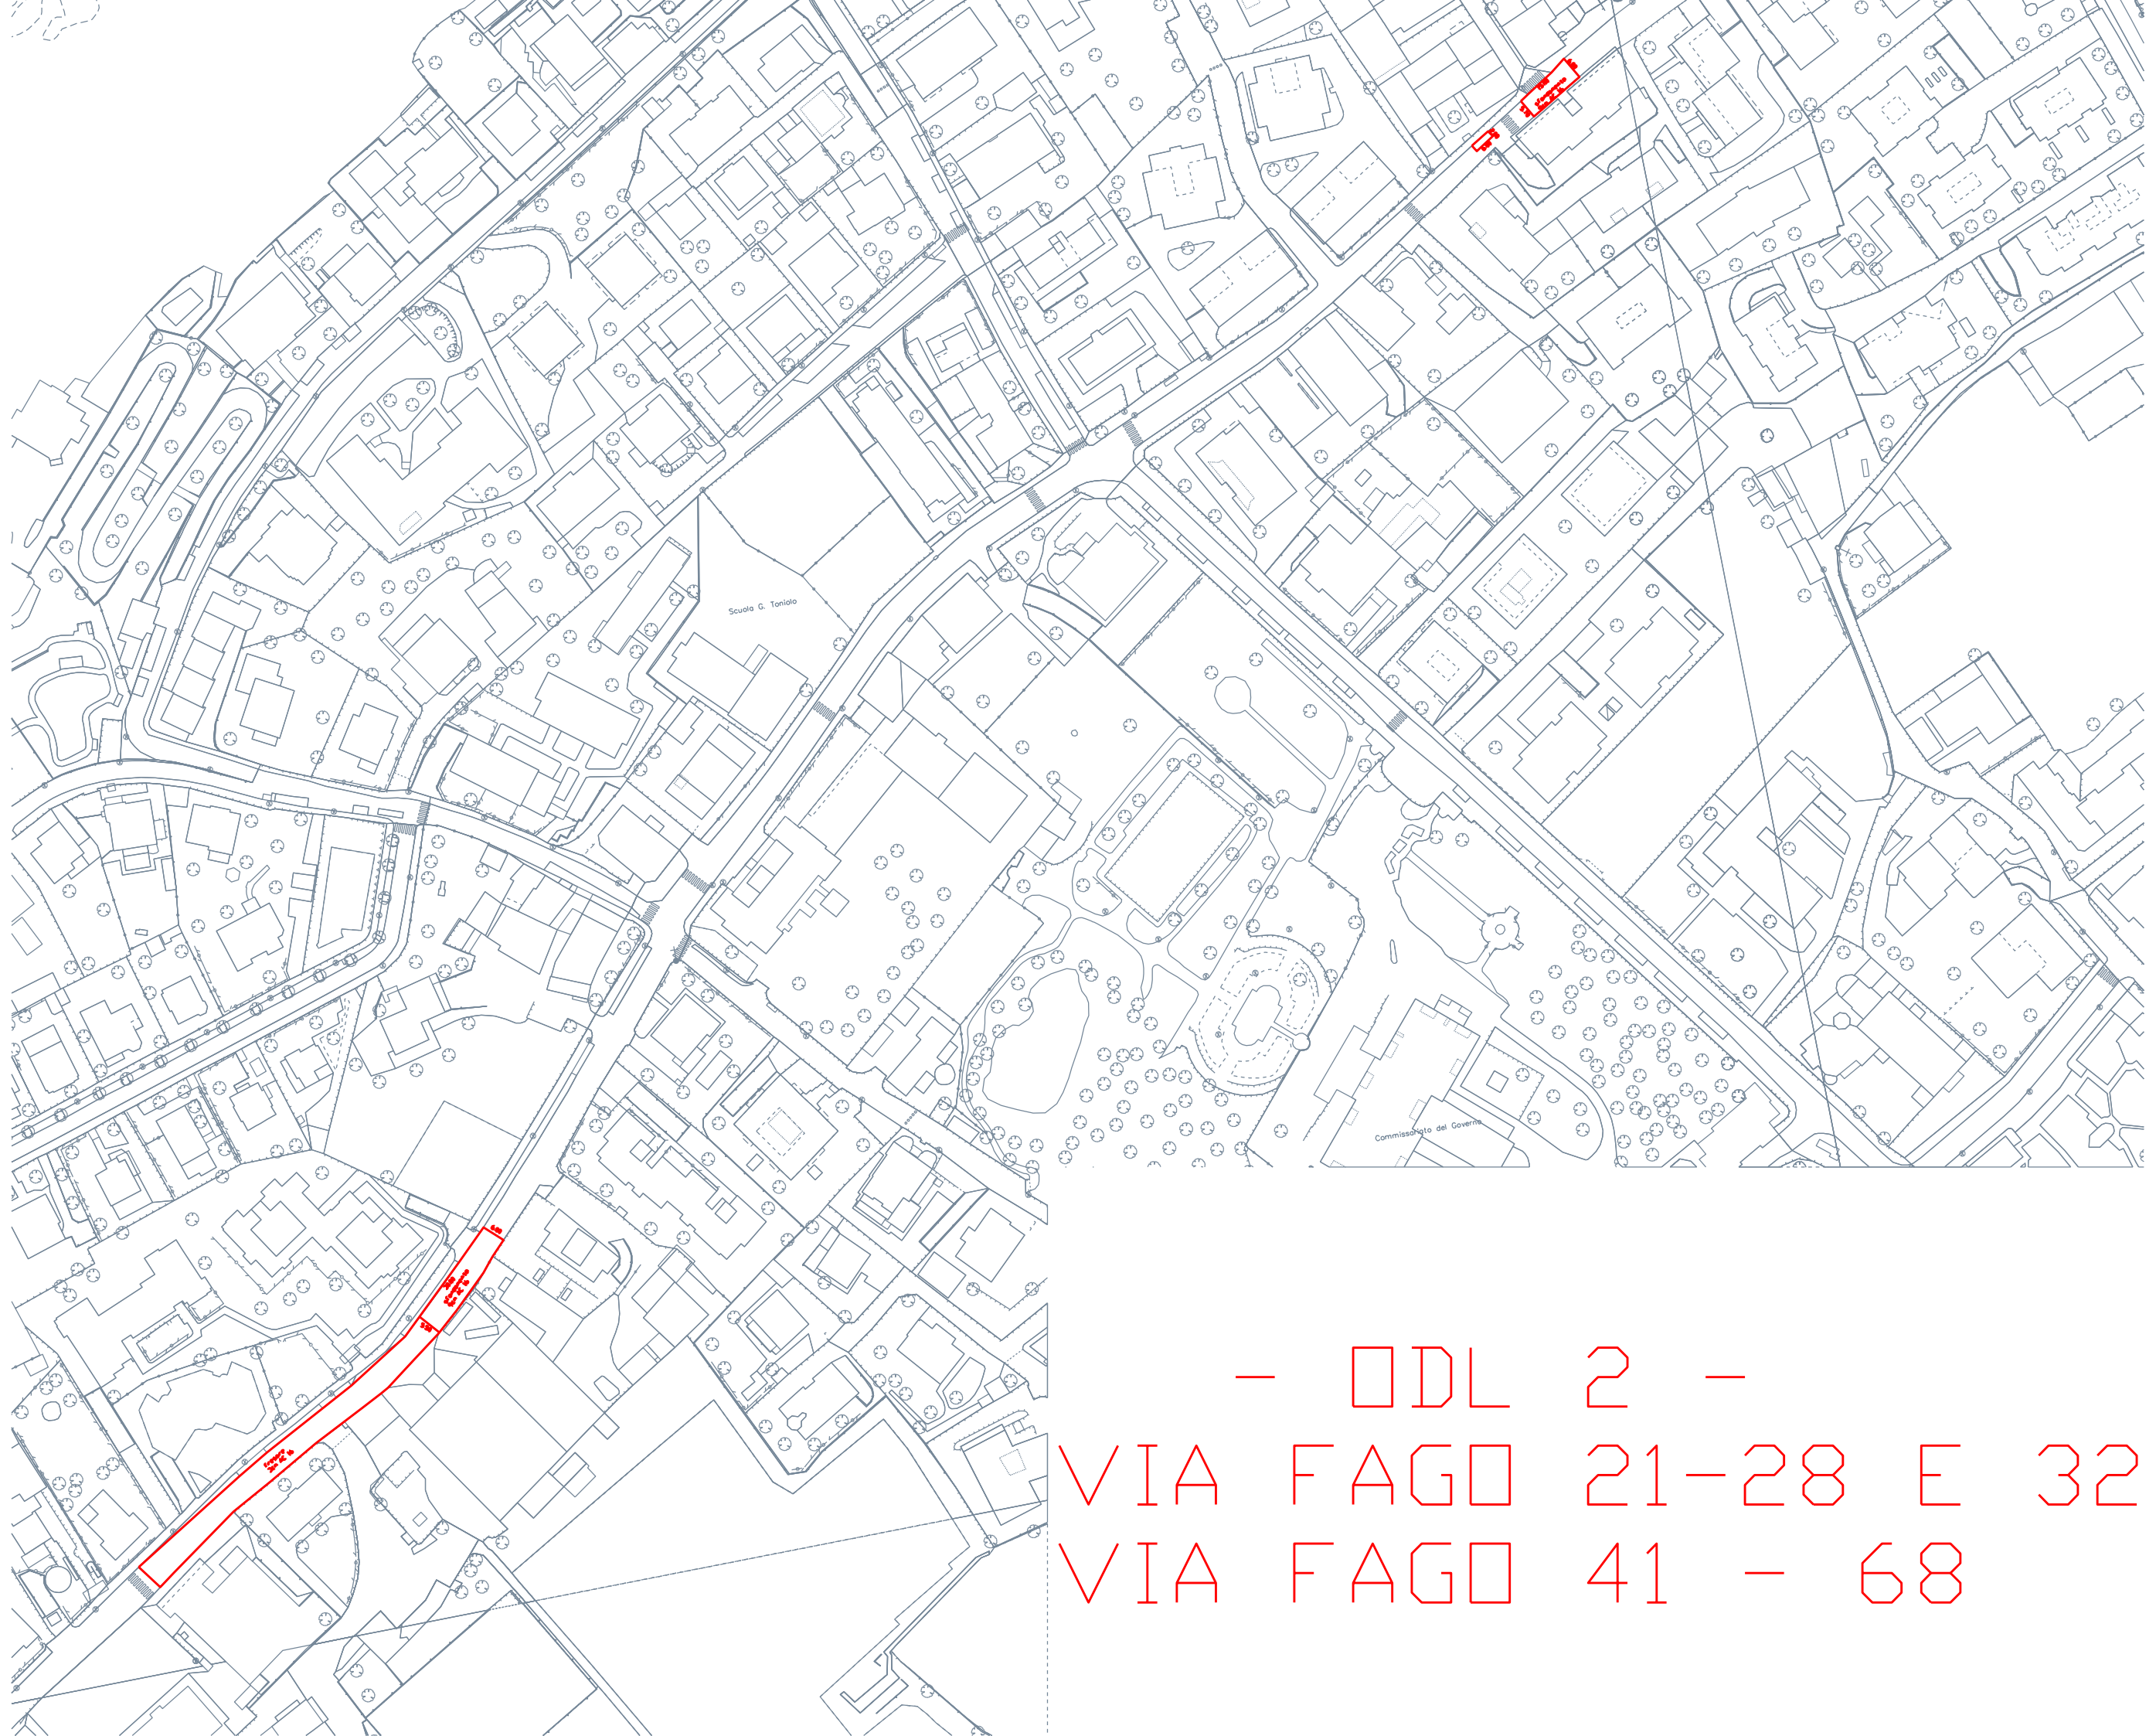 Scuola G. Toniolo
Commissariato del Governo
- ODL 2 -
VIA FAGO 21-28 E 32
VIA FAGO 41 - 68